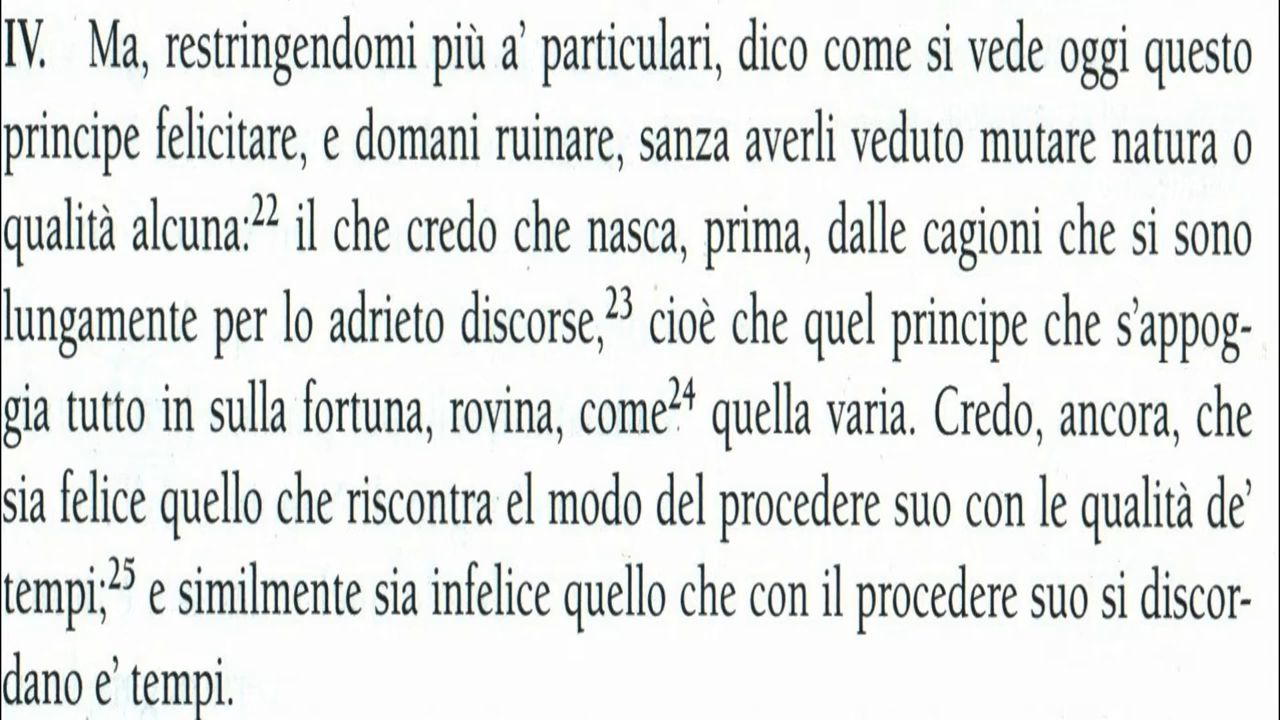 IV. Ma, restringendomi più a’ particulari, dico come si vede oggi questo
principe felicitare, e domani ruinare, sanza averli veduto mutare natura o
qualità alcuna:22 il che credo che nasca, prima, dalle cagioni che si sono
lungamente per lo adrieto discorse,23 cioè che quel principe che s’appog-
gia tutto in sulla fortuna, rovina, come24 quella varia. Credo, ancora, che
sia felice quello che riscontra el modo del procedere suo con le qualità de’
tempi;25 e similmente sia infelice quello che con il procedere suo si discor-
dano e’ tempi.